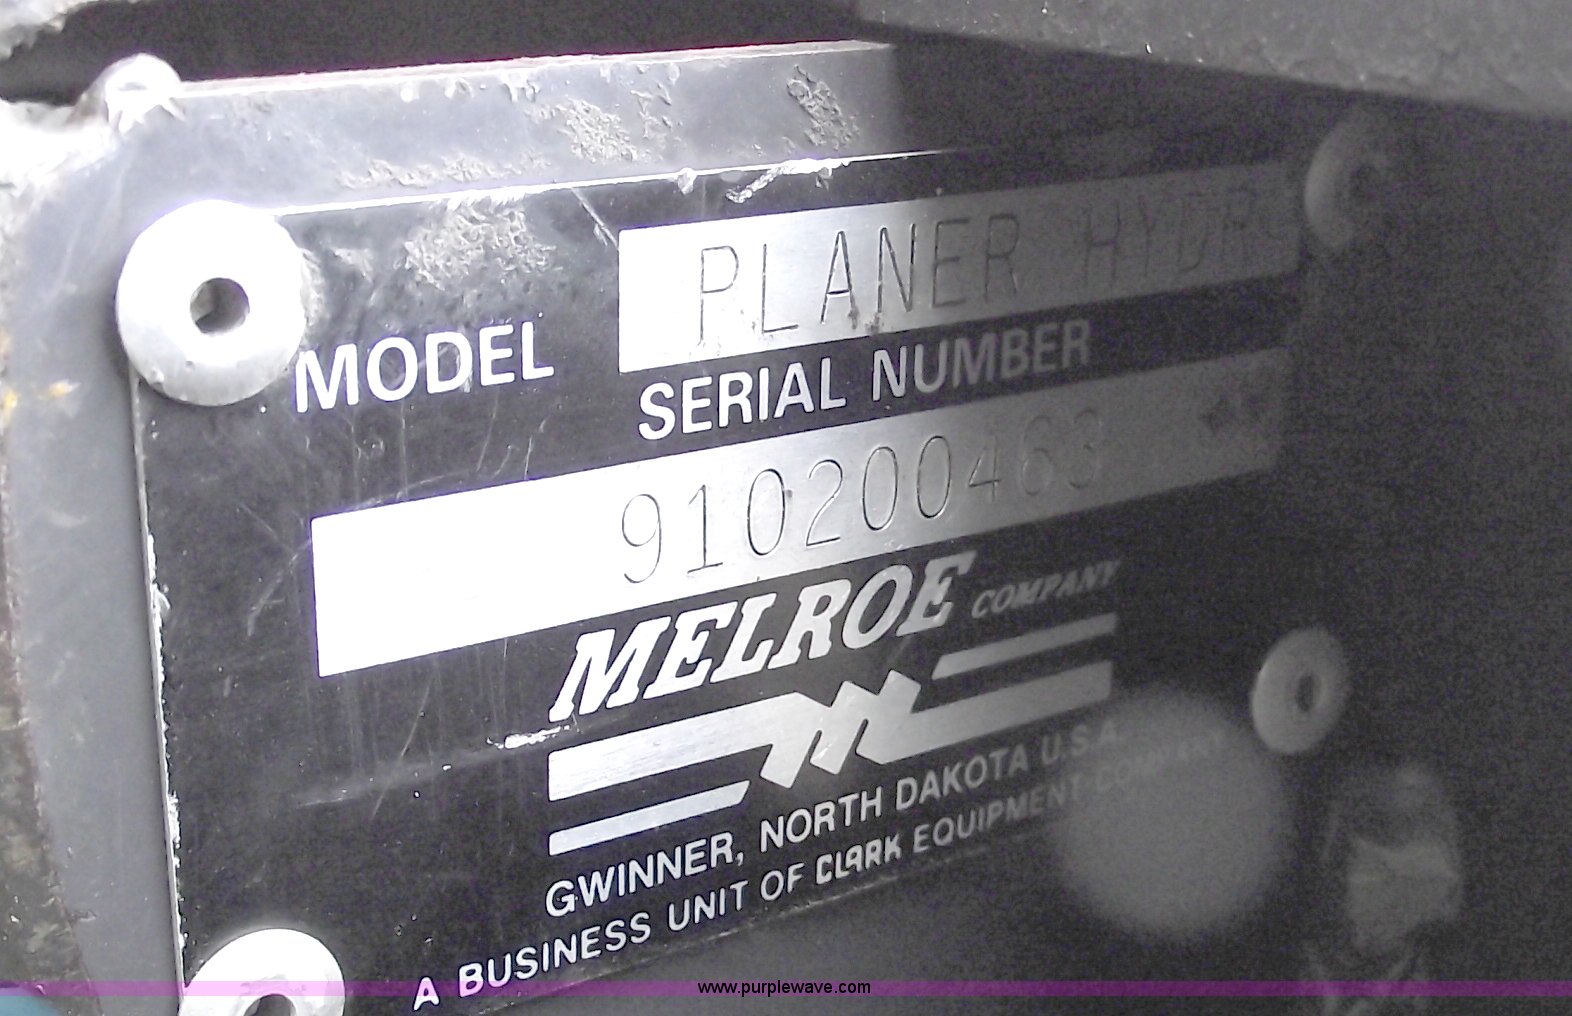 MODEL PLANER HYDR
SERIAL NUMBER
910200463
MELROE COMPANY
GWINNER, NORTH DAKOTA U.S.A.
A BUSINESS UNIT OF CLARK EQUIPMENT COMPANY
www.purplewave.com